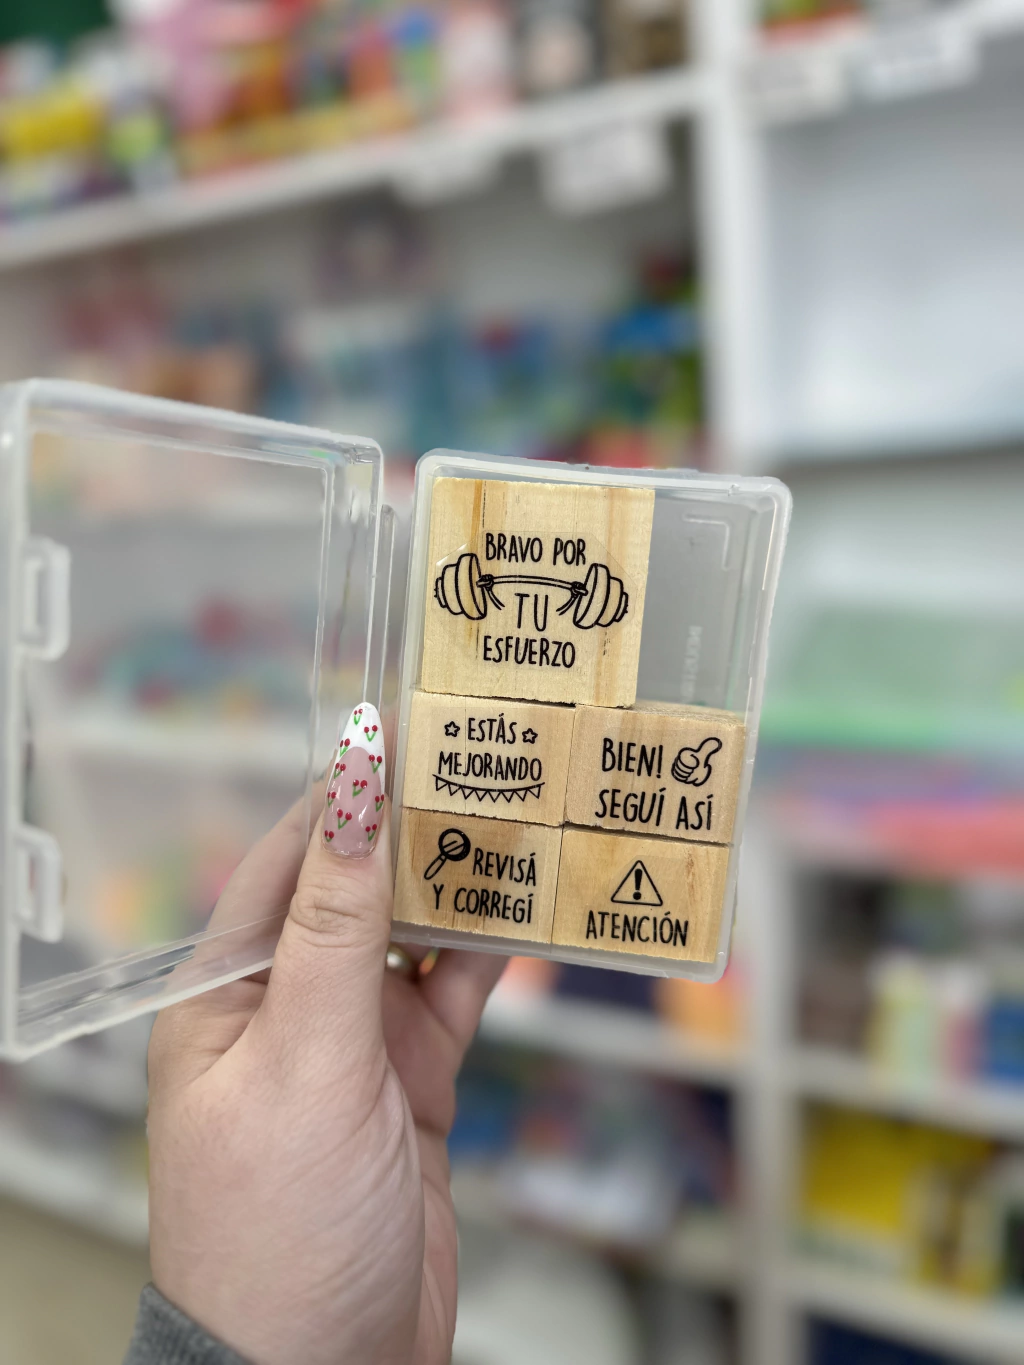 BRAVO POR
TU
ESFUERZO
ESTÁS
MEJORANDO
BIEN!
SEGUÍ ASÍ
REVISÁ
Y CORREGÍ
ATENCIÓN